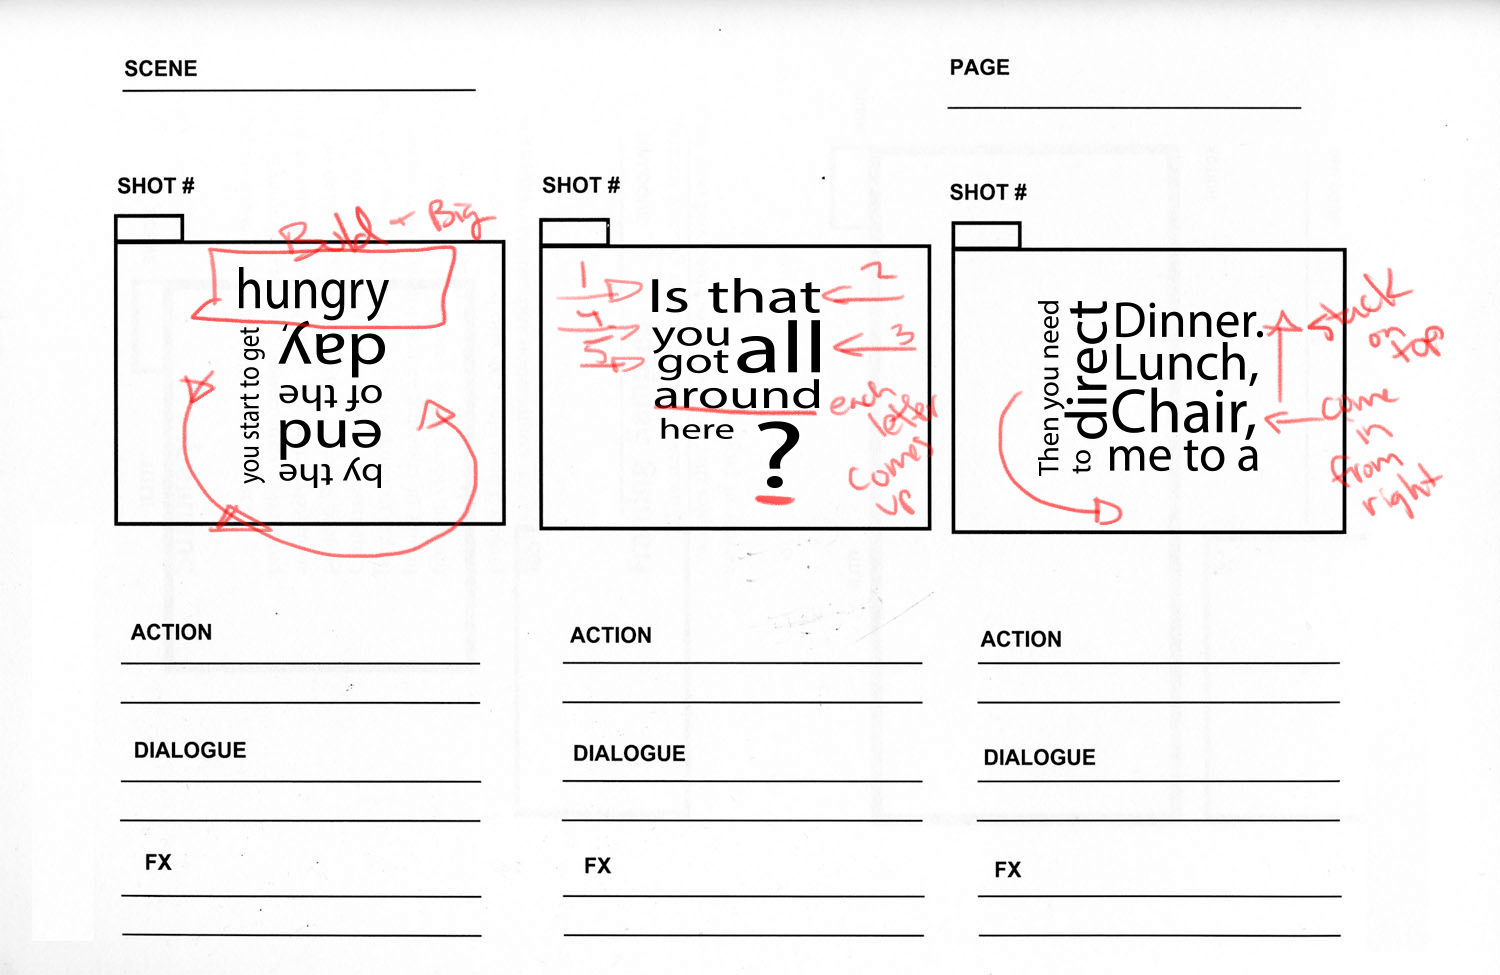 SCENE
PAGE
SHOT #
SHOT #
SHOT #
Bold + Big
hungry
you start to get
day,
of the
end
by the
1
2
Is that
4
3
you
all
5
got
around
here
?
each
letter
comes
up
Then you need
to direct
Dinner.
Lunch,
Chair,
me to a
stack
on
top
come
in
from
right
ACTION
ACTION
ACTION
DIALOGUE
DIALOGUE
DIALOGUE
FX
FX
FX